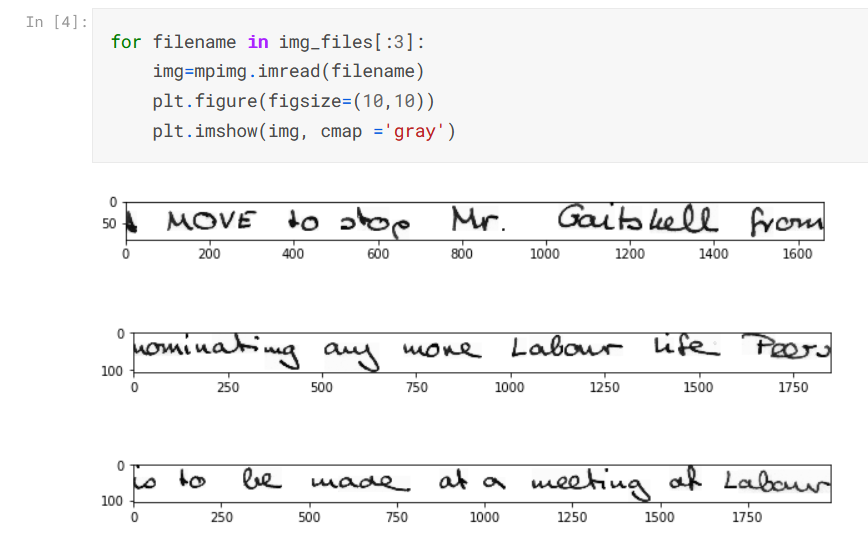 In [4]:
for filename in img_files[:3]:
    img=mpimg.imread(filename)
    plt.figure(figsize=(10,10))
    plt.imshow(img, cmap ='gray')
0
50
A MOVE to stop Mr. Gaitskell from
0 200 400 600 800 1000 1200 1400 1600
0
nominating any more Labour life Peers
100
0 250 500 750 1000 1250 1500 1750
0
is to be made at a meeting of Labour
100
0 250 500 750 1000 1250 1500 1750